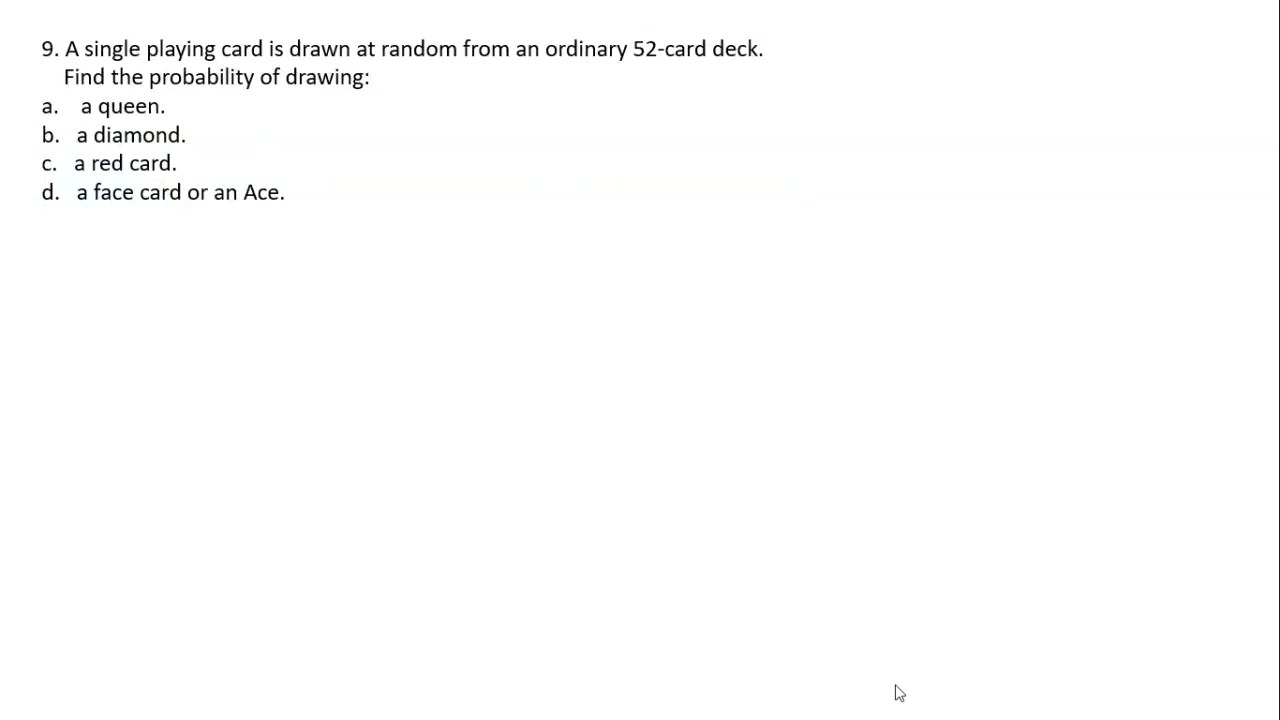 9. A single playing card is drawn at random from an ordinary 52-card deck.
Find the probability of drawing:
a. a queen.
b. a diamond.
c. a red card.
d. a face card or an Ace.